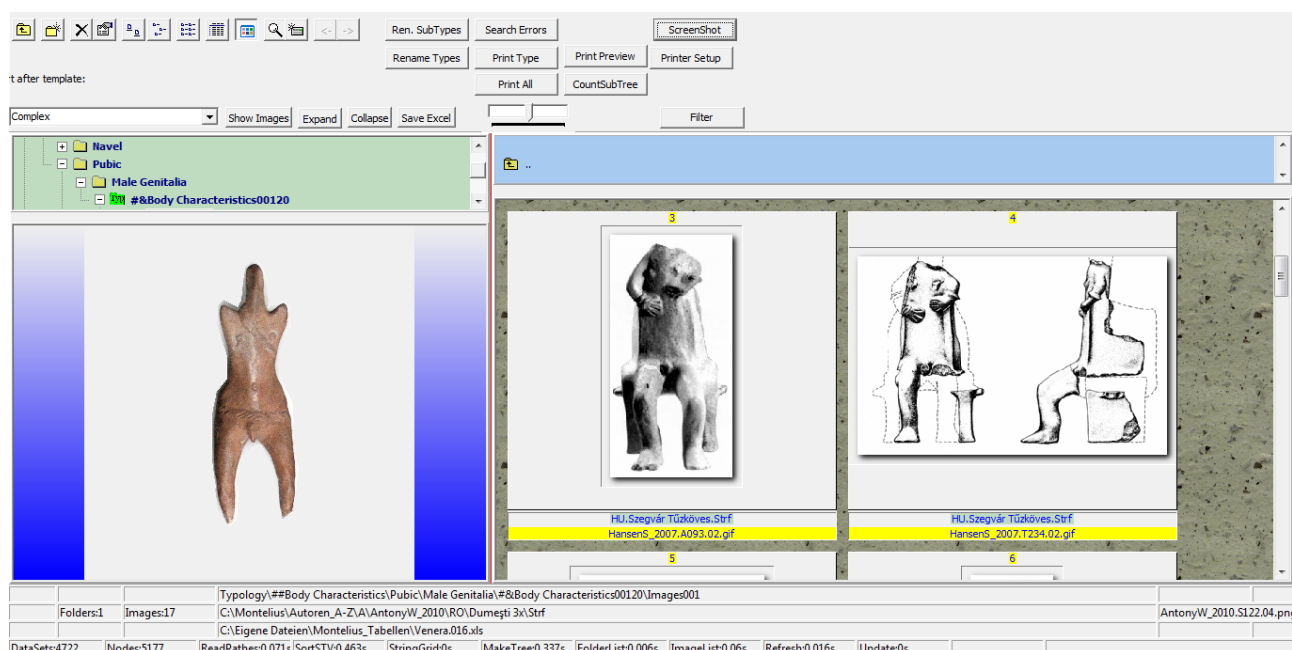 Ren. SubTypes Search Errors ScreenShot
<- ->
Rename Types Print Type Print Preview Printer Setup
t after template:
Print All CountSubTree
Complex Show Images Expand Collapse Save Excel Filter
Navel
Pubic
Male Genitalia
Typ #&Body Characteristics00120
..
3 4
HU.Szegvár Tűzköves.Strf HU.Szegvár Tűzköves.Strf
HansenS_2007.A093.02.gif HansenS_2007.T234.02.gif
5 6
Typology\##Body Characteristics\Pubic\Male Genitalia\#&Body Characteristics00120\Images001
Folders:1 Images:17 C:\Montelius\Autoren_A-Z\A\AntonyW_2010\RO\Dumeşti 3x\Strf AntonyW_2010.S122.04.png
C:\Eigene Dateien\Montelius_Tabellen\Venera.016.xls
DataSets:4722 Nodes:5177 ReadPathes:0.071s SortSTV:0.463s StringGrid:0s MakeTree:0.337s FolderList:0.006s ImageList:0.06s Refresh:0.016s Update:0s